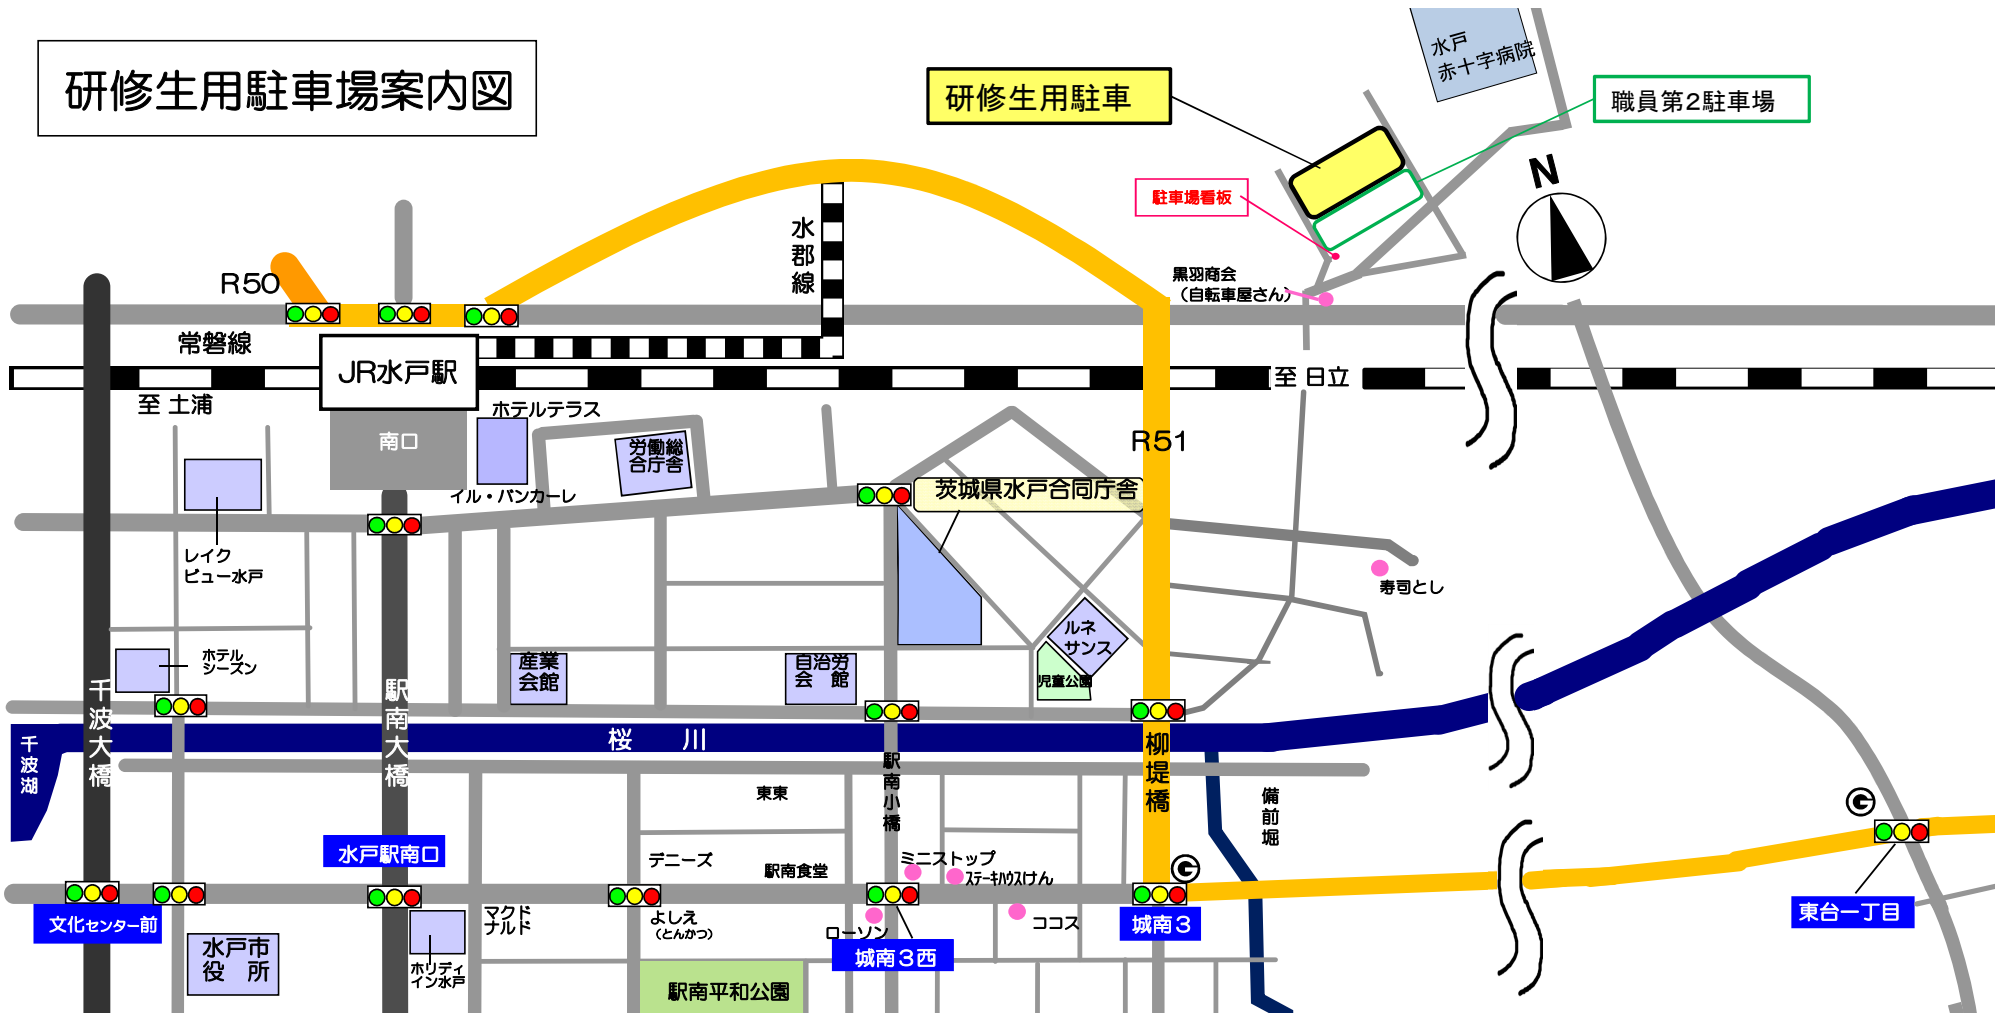 研修生用駐車場案内図
水戸
赤十字病院
研修生用駐車
職員第2駐車場
N
駐車場看板
水郡線
黒羽商会
(自転車屋さん)
R50
常磐線
JR水戸駅
至 日立
至 土浦
ホテルテラス
南口
労働総
合庁舎
R51
イル・バンカーレ
茨城県水戸合同庁舎
レイク
ビュー水戸
寿司とし
ルネ
サンス
ホテル
シーズン
産業
会館
自治労
会 館
児童公園
千波大橋
駅南大橋
桜 川
千波湖
柳堤橋
駅南小橋
東東
備前堀
水戸駅南口
デニーズ
駅南食堂
ミニストップ
ステーキハウスけん
G
G
文化センター前
マクド
ナルド
よしえ
(とんかつ)
ローソン
ココス
城南3
東台一丁目
水戸市
役 所
ホリディ
イン水戸
城南3西
駅南平和公園